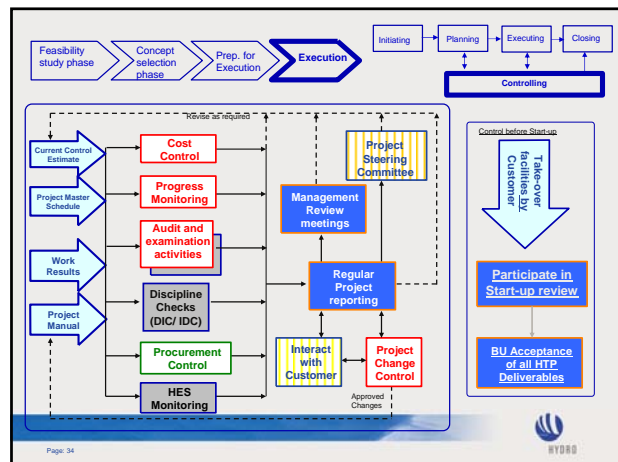 Feasibility
study phase
Concept
selection
phase
Prep. for
Execution
Execution
Initiating
Planning
Executing
Closing
Controlling
Revise as required
Current Control
Estimate
Project Master
Schedule
Work
Results
Project
Manual
Cost
Control
Progress
Monitoring
Audit and
examination
activities
Discipline
Checks
(DIC/ IDC)
Procurement
Control
HES
Monitoring
Project
Steering
Committee
Management
Review
meetings
Regular
Project
reporting
Interact
with
Customer
Project
Change
Control
Approved
Changes
Control before Start-up
Take-over
facilities by
Customer
Participate in
Start-up review
BU Acceptance
of all HTP
Deliverables
Page: 34
HYDRO